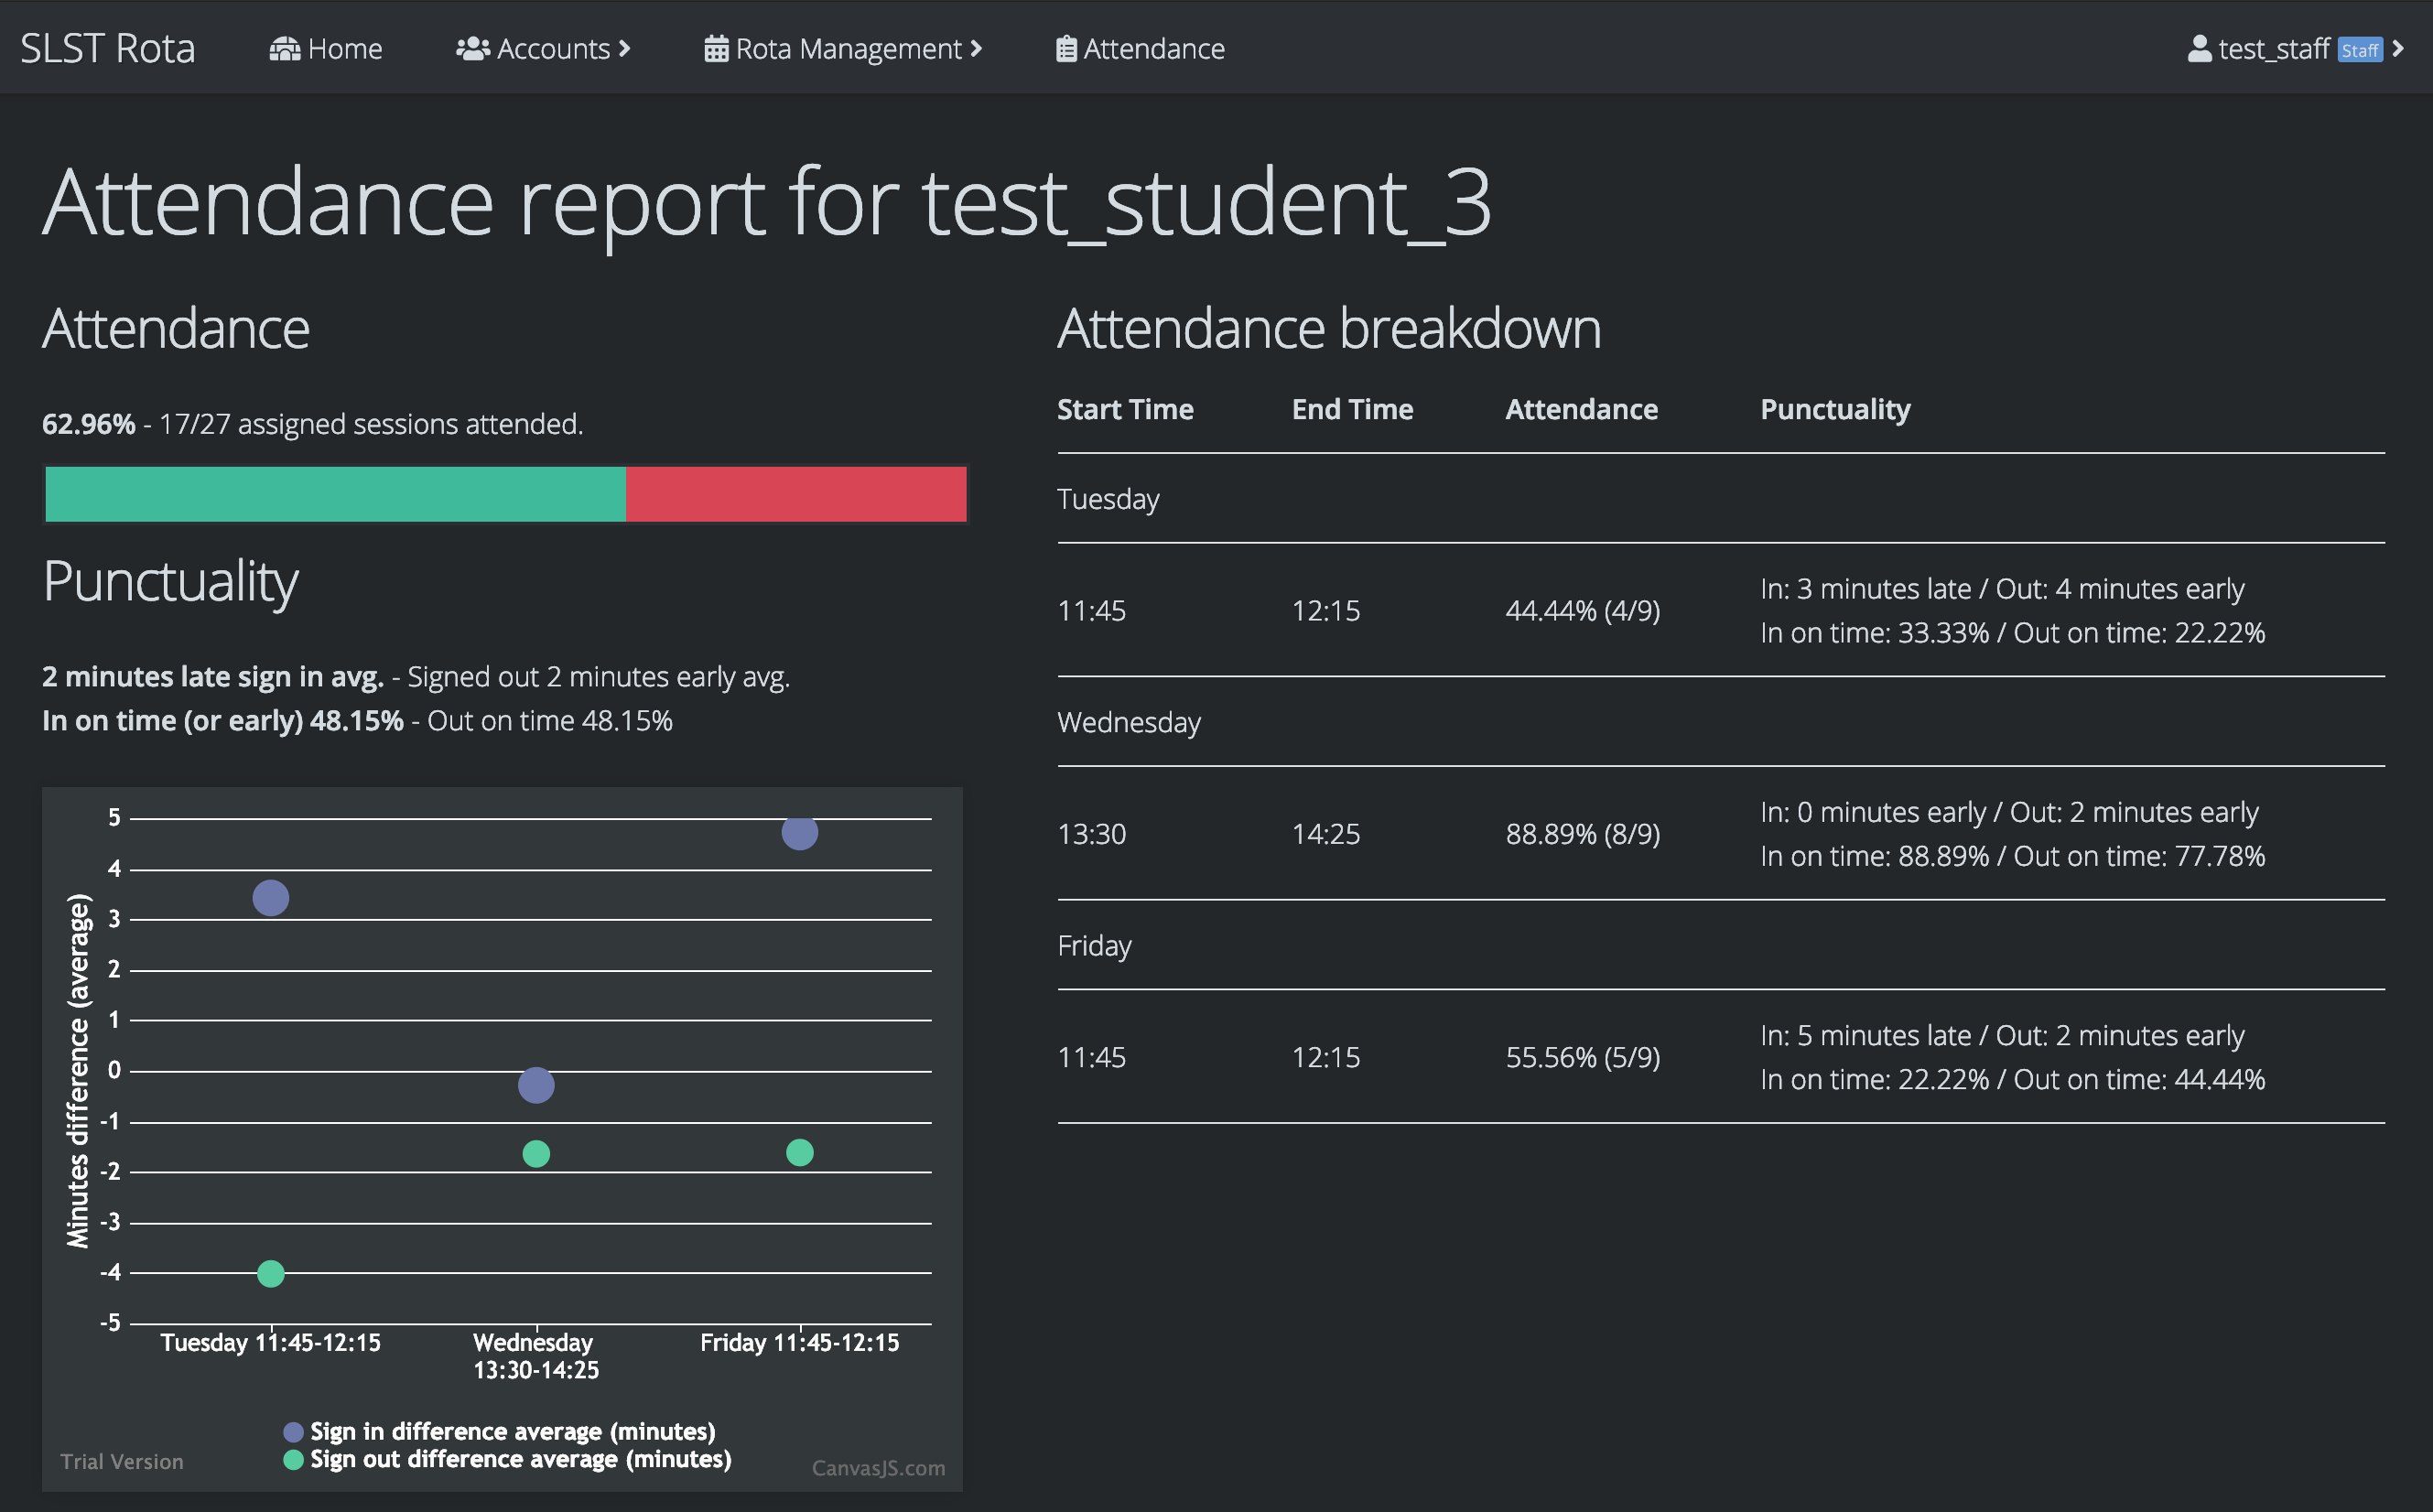 SLST Rota Home Accounts Rota Management Attendance test_staff Staff
Attendance report for test_student_3
Attendance
62.96% - 17/27 assigned sessions attended.
Punctuality
2 minutes late sign in avg. - Signed out 2 minutes early avg.
In on time (or early) 48.15% - Out on time 48.15%
Minutes difference (average)
5
4
3
2
1
0
-1
-2
-3
-4
-5
Tuesday 11:45-12:15
Wednesday
13:30-14:25
Friday 11:45-12:15
Sign in difference average (minutes)
Sign out difference average (minutes)
Trial Version
CanvasJS.com
Attendance breakdown
Start Time End Time Attendance Punctuality
Tuesday
11:45 12:15 44.44% (4/9) In: 3 minutes late / Out: 4 minutes early
In on time: 33.33% / Out on time: 22.22%
Wednesday
13:30 14:25 88.89% (8/9) In: 0 minutes early / Out: 2 minutes early
In on time: 88.89% / Out on time: 77.78%
Friday
11:45 12:15 55.56% (5/9) In: 5 minutes late / Out: 2 minutes early
In on time: 22.22% / Out on time: 44.44%